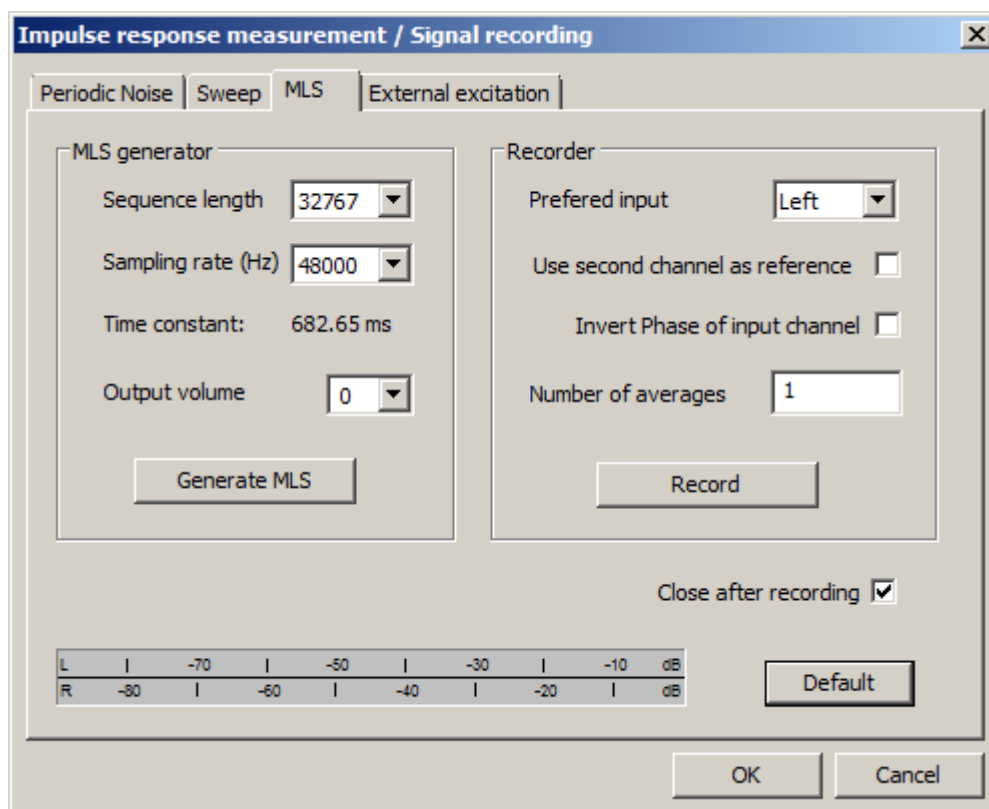 Impulse response measurement / Signal recording
Periodic Noise Sweep MLS External excitation
MLS generator
Sequence length 32767
Sampling rate (Hz) 48000
Time constant: 682.65 ms
Output volume 0
Generate MLS
Recorder
Prefered input Left
Use second channel as reference
Invert Phase of input channel
Number of averages 1
Record
Close after recording
L -70 -50 -30 -10 dB
R -80 -60 -40 -20 dB
Default
OK Cancel